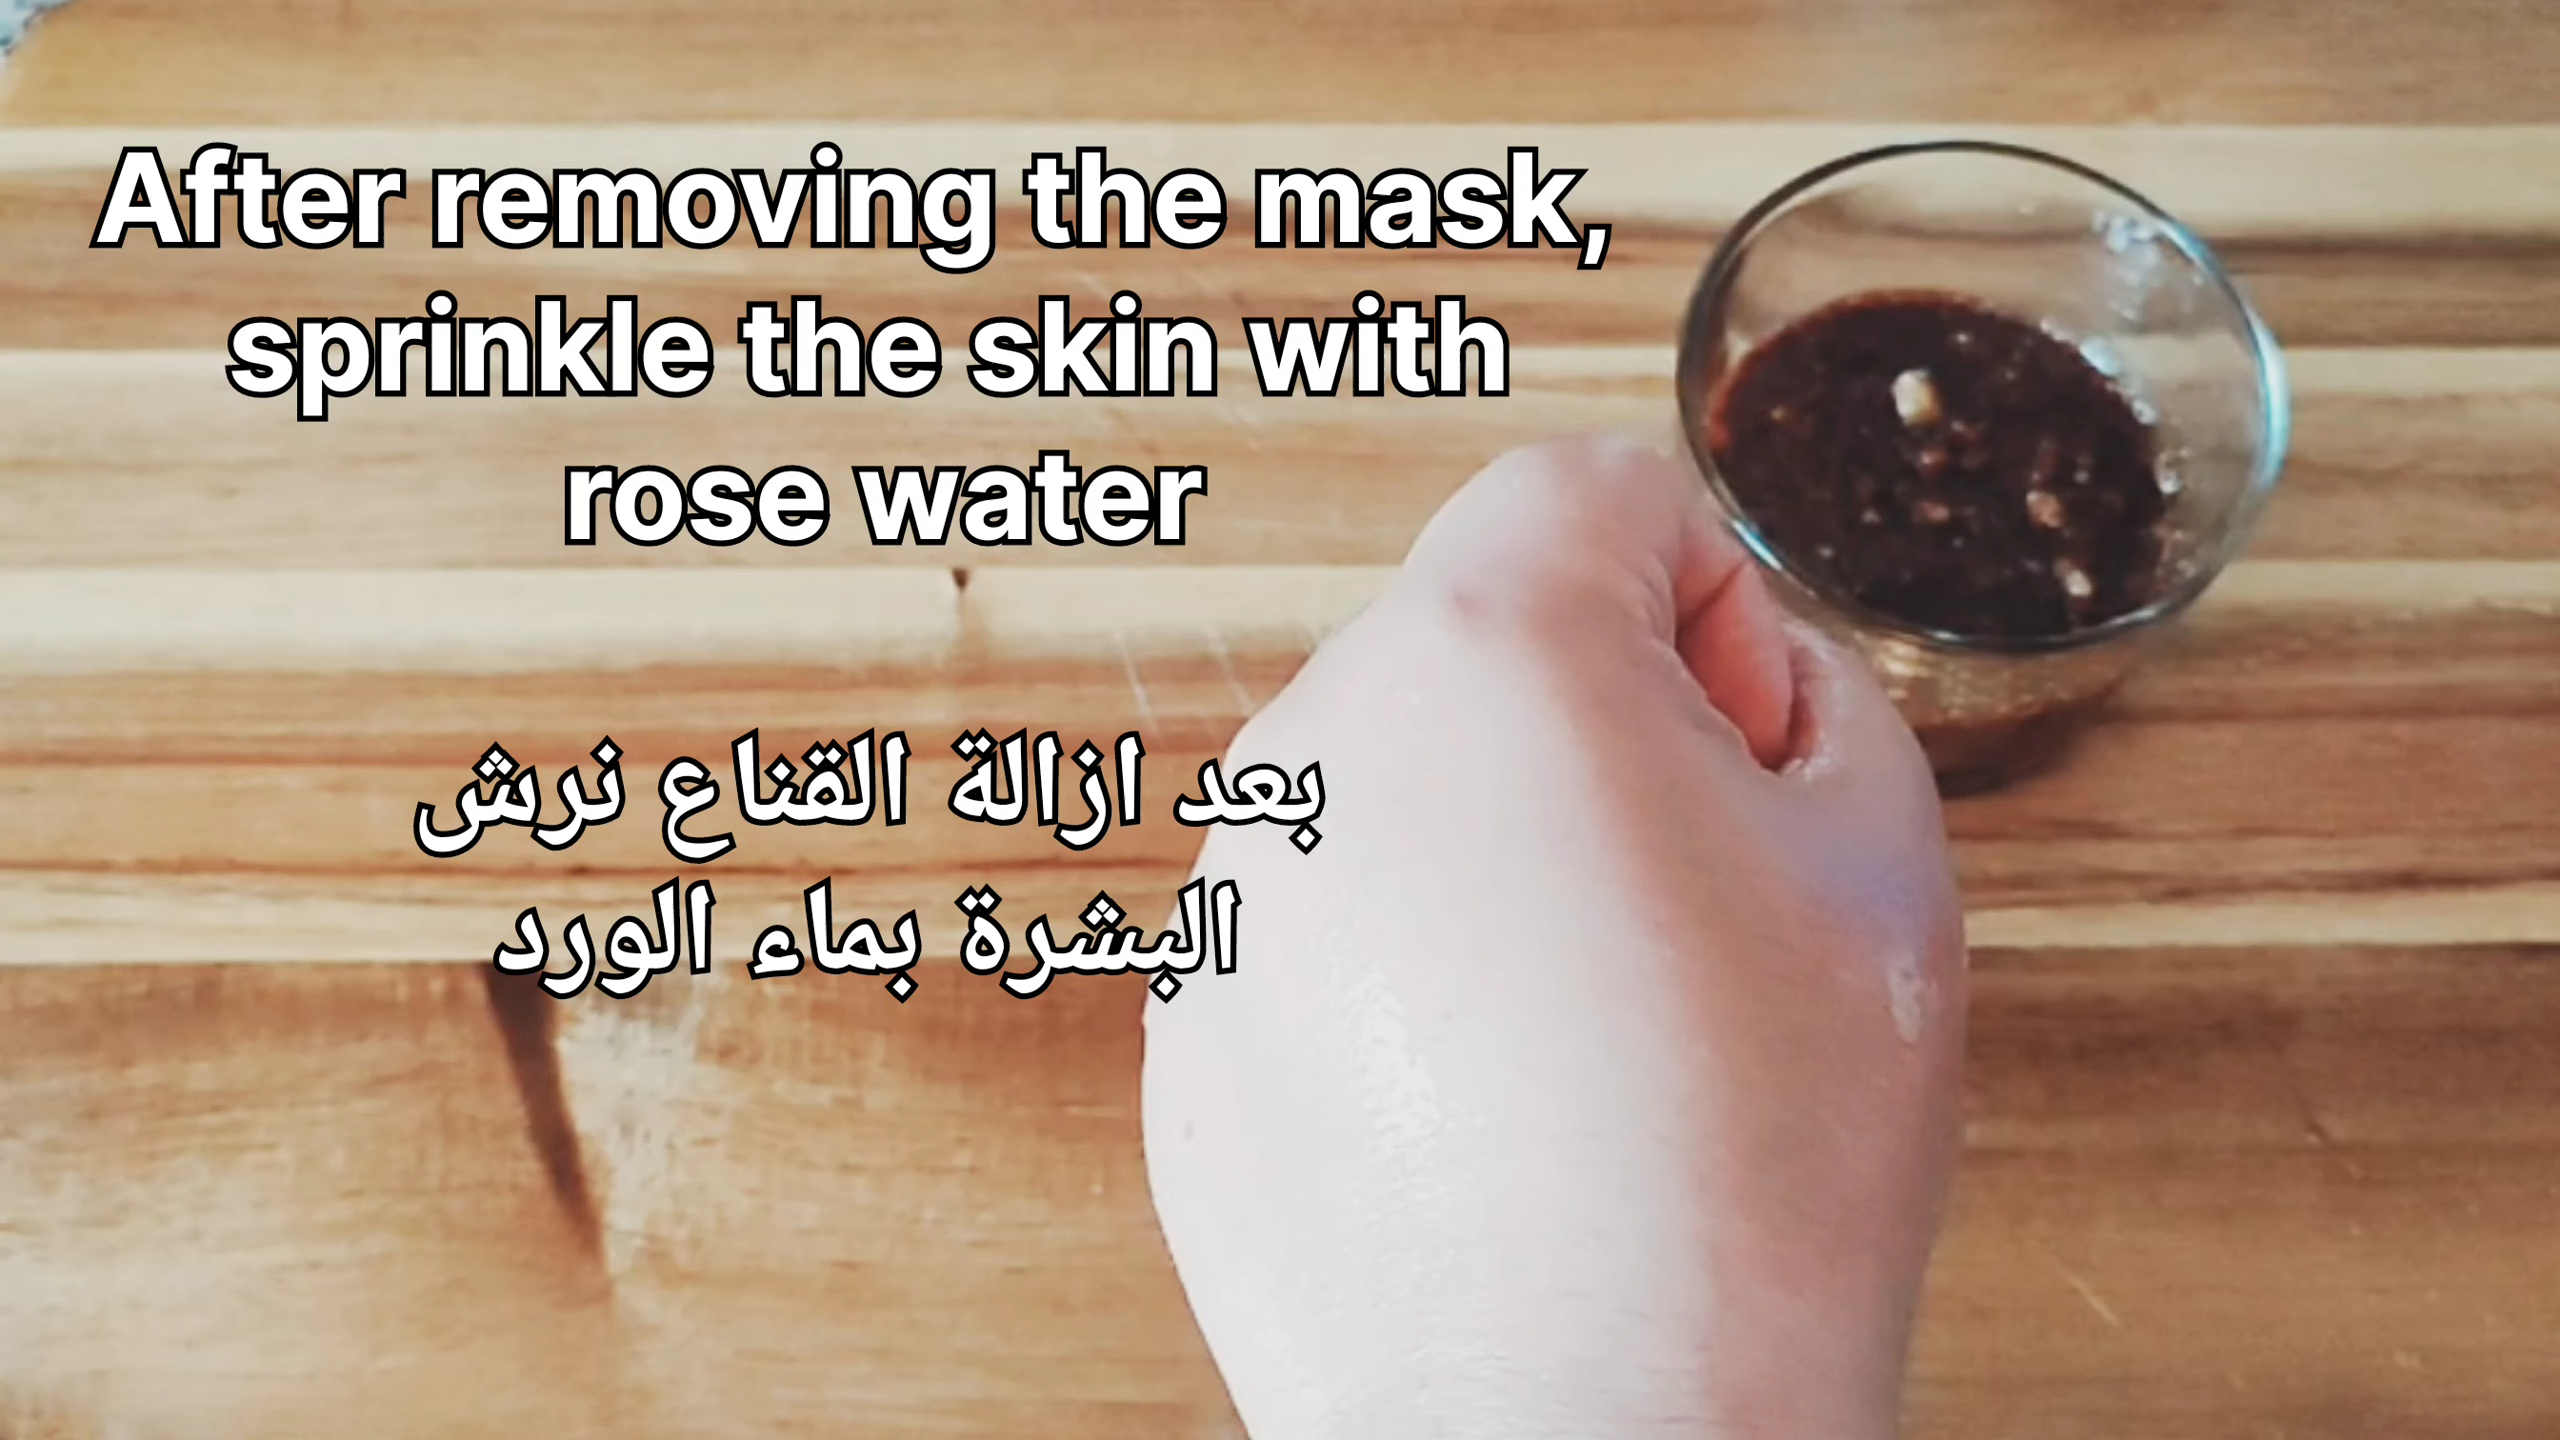 After removing the mask,
sprinkle the skin with
rose water
بعد ازالة القناع نرش
البشرة بماء الورد